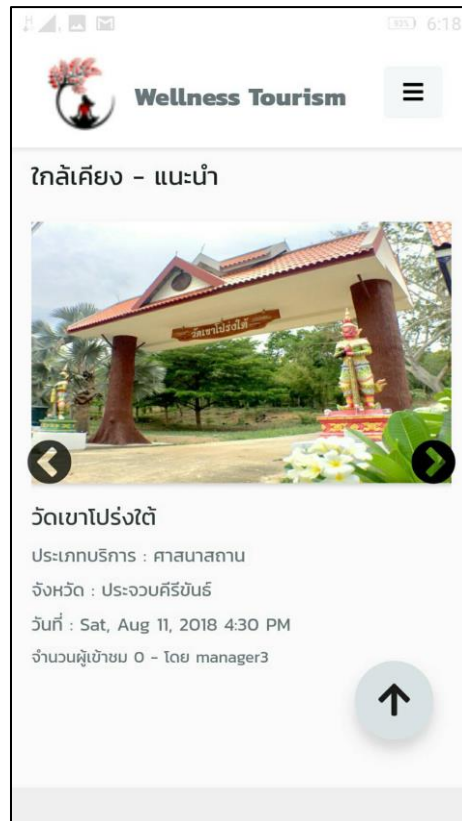 6:18
Wellness Tourism
ใกล้เคียง - แนะนำ
วัดเขาโปร่งใต้
วัดเขาโปร่งใต้
ประเภทบริการ : ศาสนาสถาน
จังหวัด : ประจวบคีรีขันธ์
วันที่ : Sat, Aug 11, 2018 4:30 PM
จำนวนผู้เข้าชม 0 - โดย manager3